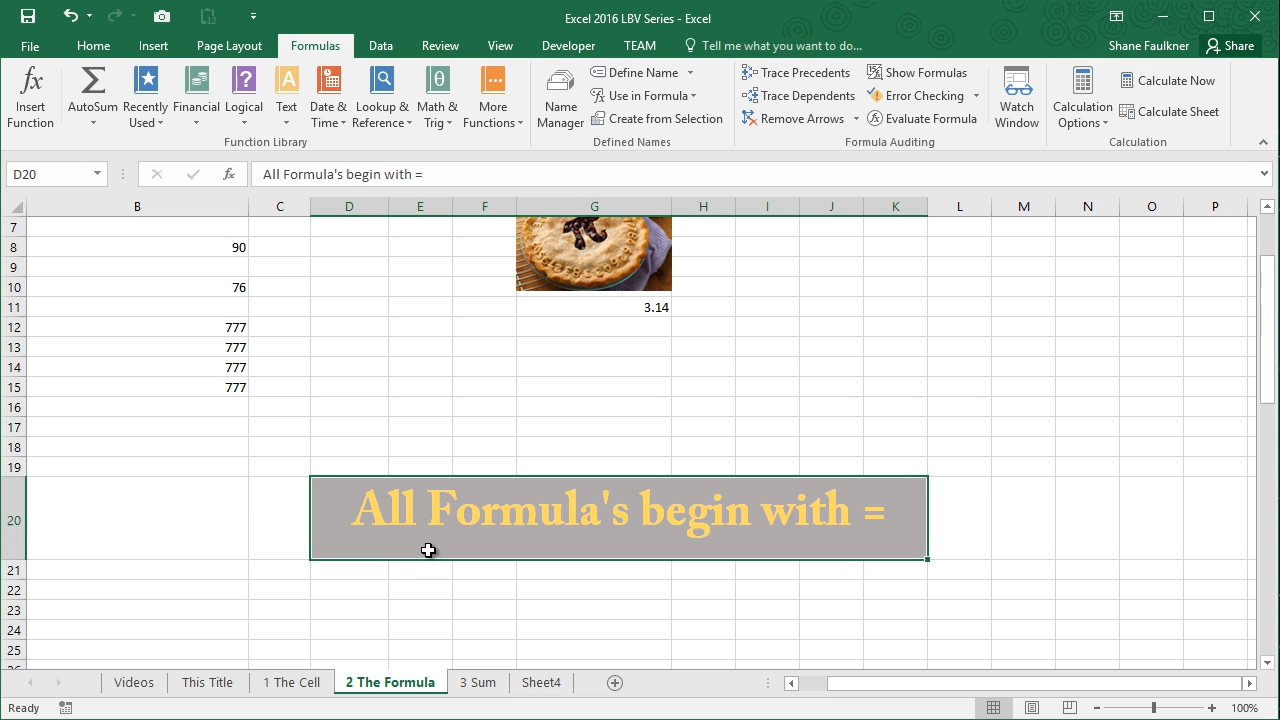 Excel 2016 LBV Series - Excel
File Home Insert Page Layout Formulas Data Review View Developer TEAM Tell me what you want to do... Shane Faulkner Share
Insert Function
AutoSum
Recently Used
Financial
Logical
Text
Date & Time
Lookup & Reference
Math & Trig
More Functions
Function Library
Name Manager
Define Name
Use in Formula
Create from Selection
Defined Names
Trace Precedents
Trace Dependents
Remove Arrows
Show Formulas
Error Checking
Evaluate Formula
Formula Auditing
Watch Window
Calculation Options
Calculate Now
Calculate Sheet
Calculation
D20 fx All Formula's begin with =
B C D E F G H I J K L M N O P
7
8 90
9
10 76
11 3.14
12 777
13 777
14 777
15 777
16
17
18
19
20 All Formula's begin with =
21
22
23
24
25
Videos This Title 1 The Cell 2 The Formula 3 Sum Sheet4
Ready 100%